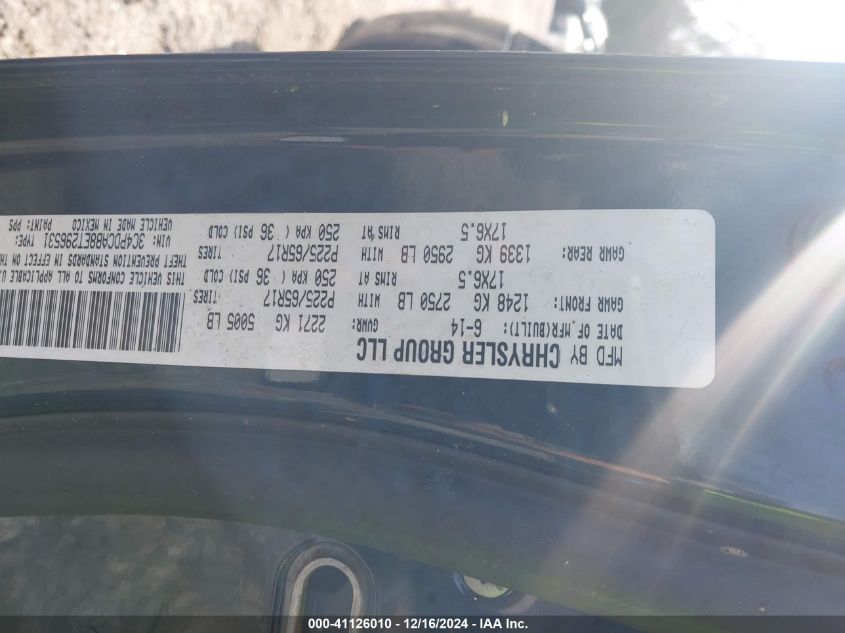 MFD BY CHRYSLER GROUP LLC
DATE OF MFR(BUILT): 6-14 GVWR: 2271 KG 5005 LB
GAWR FRONT: 1248 KG 2750 LB WITH TIRES P225/65R17
17X6.5 RIMS AT 250 KPA ( 36 PSI) COLD
GAWR REAR: 1339 KG 2950 LB WITH TIRES P225/65R17
17X6.5 RIMS AT 250 KPA ( 36 PSI) COLD
THIS VEHICLE CONFORMS TO ALL APPLICABLE
THEFT PREVENTION STANDARDS IN EFFECT ON
VIN: 3C4PDCAB8ET296531 TYPE:
VEHICLE MADE IN MEXICO PAINT: PPS
000-41126010 - 12/16/2024 - IAA Inc.